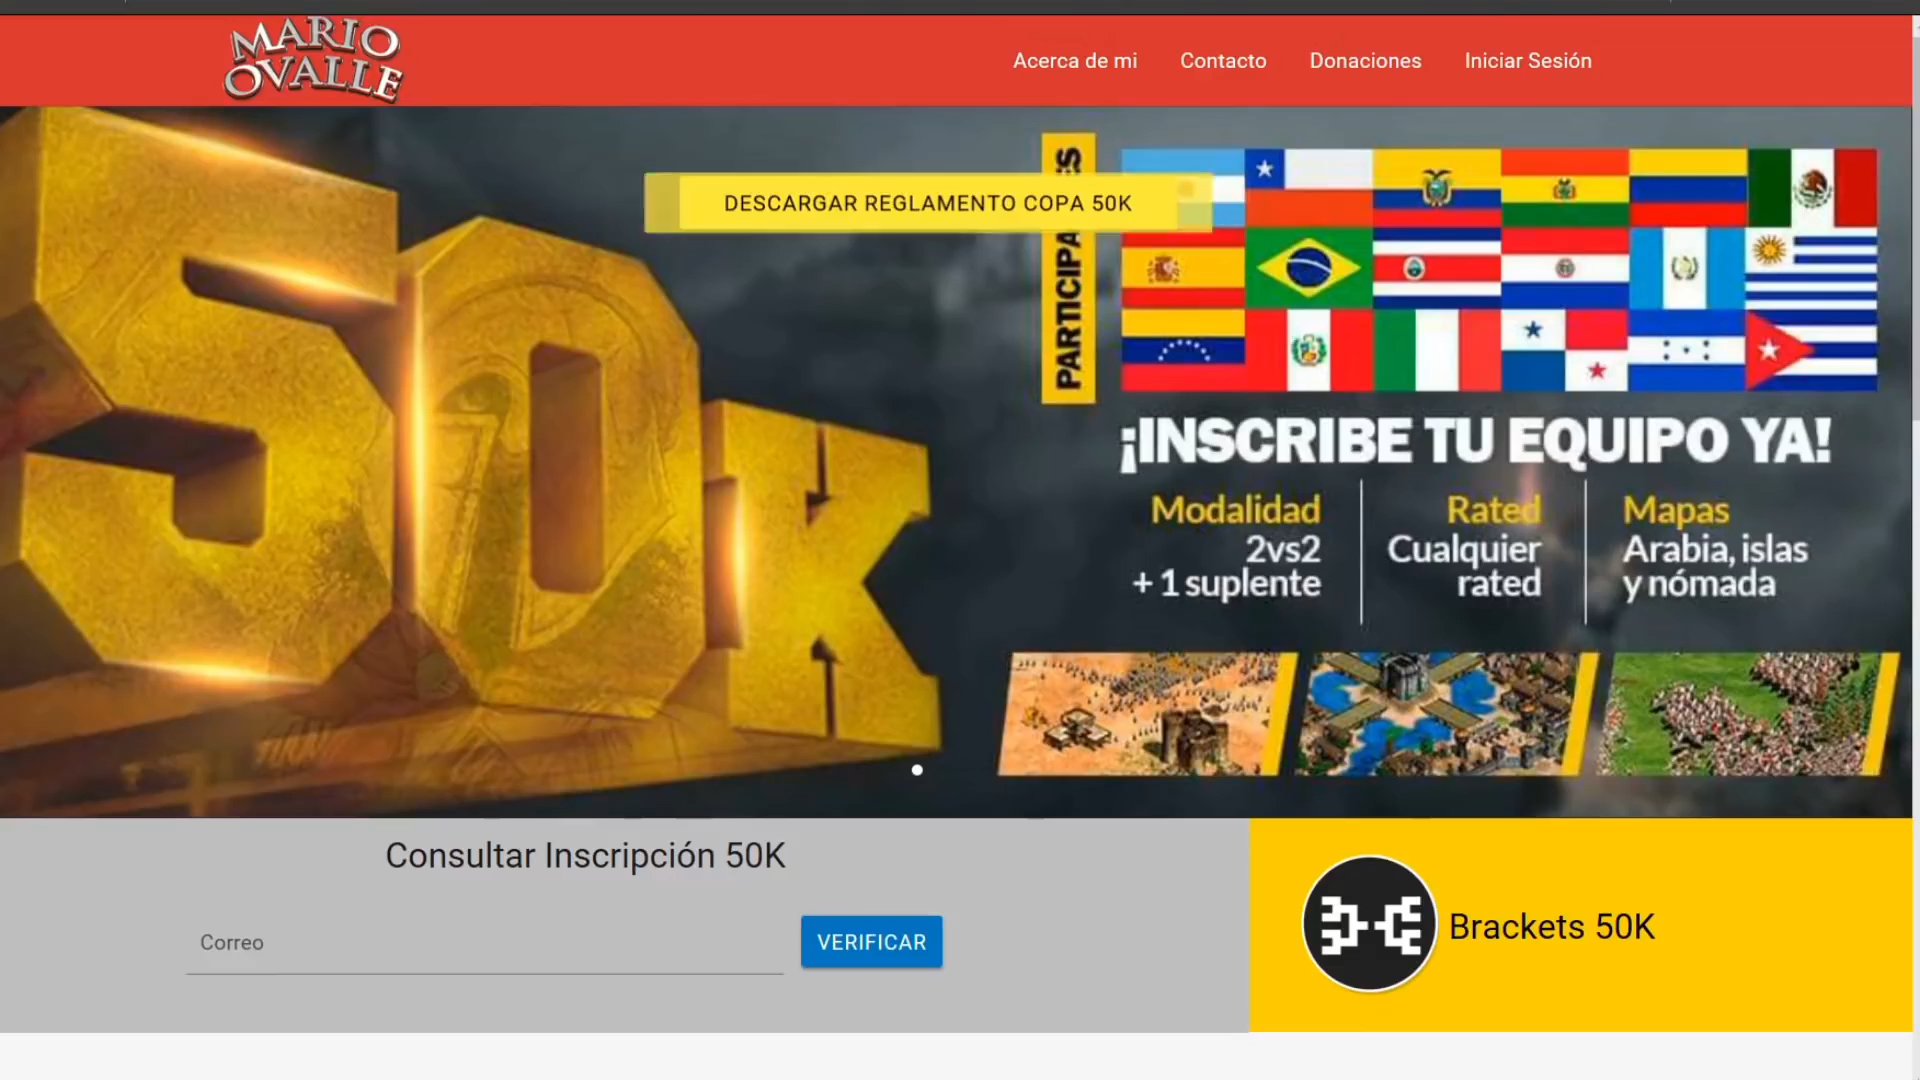 MARIO
OVALLE
Acerca de mi
Contacto
Donaciones
Iniciar Sesión
DESCARGAR REGLAMENTO COPA 50K
50K
¡INSCRIBE TU EQUIPO YA!
Modalidad
2vs2
+ 1 suplente
Rated
Cualquier
rated
Mapas
Arabia, islas
y nómada
Consultar Inscripción 50K
Correo
VERIFICAR
Brackets 50K